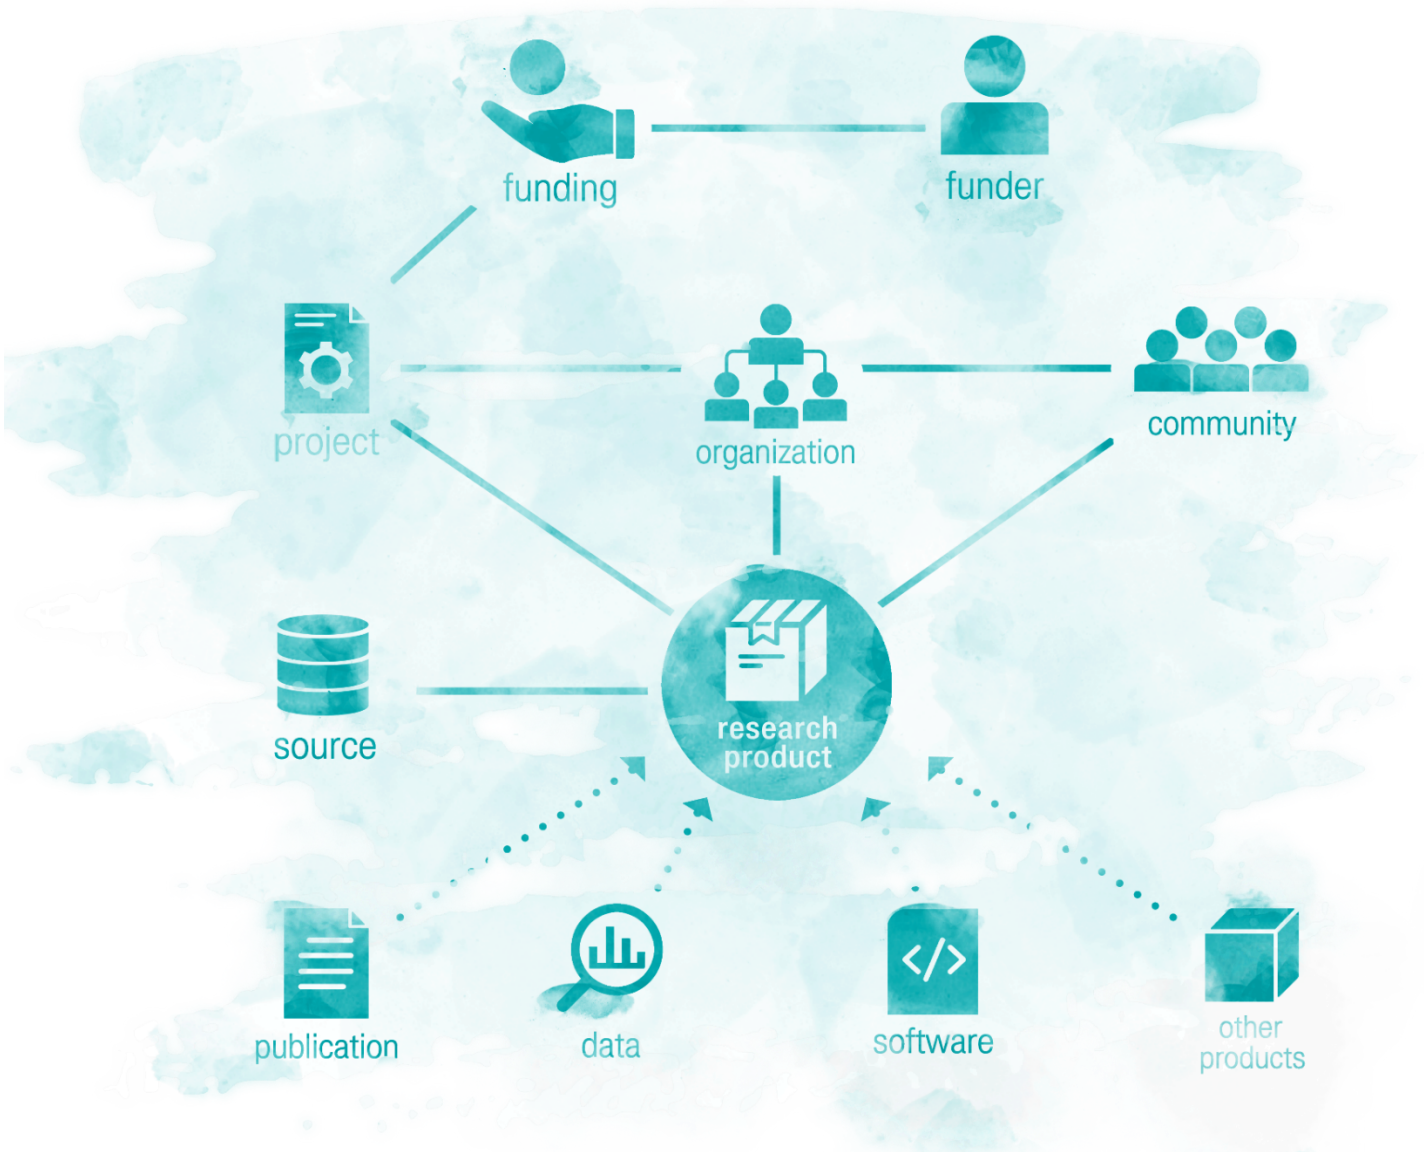 funding
funder
project
organization
community
source
research
product
publication
data
software
other
products